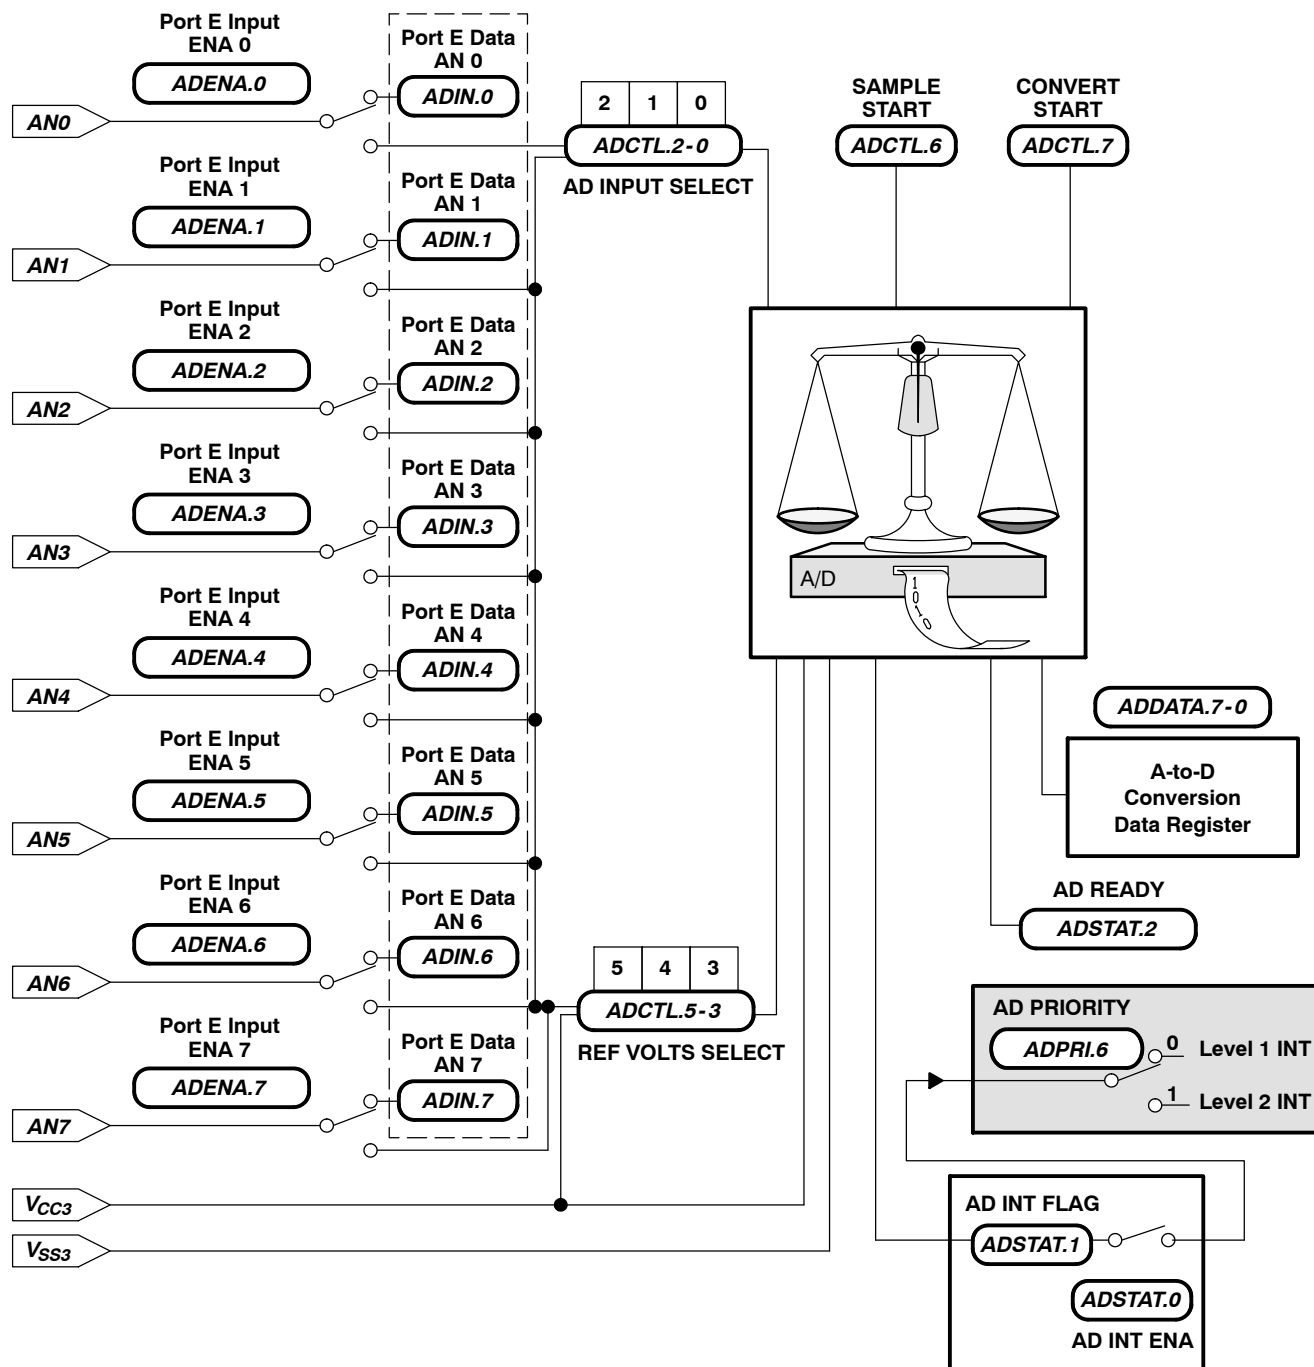 Port E Input
ENA 0
ADENA.0
AN0
Port E Data
AN 0
ADIN.0
Port E Input
ENA 1
ADENA.1
AN1
Port E Data
AN 1
ADIN.1
Port E Input
ENA 2
ADENA.2
AN2
Port E Data
AN 2
ADIN.2
Port E Input
ENA 3
ADENA.3
AN3
Port E Data
AN 3
ADIN.3
Port E Input
ENA 4
ADENA.4
AN4
Port E Data
AN 4
ADIN.4
Port E Input
ENA 5
ADENA.5
AN5
Port E Data
AN 5
ADIN.5
Port E Input
ENA 6
ADENA.6
AN6
Port E Data
AN 6
ADIN.6
Port E Input
ENA 7
ADENA.7
AN7
Port E Data
AN 7
ADIN.7
VCC3
VSS3
2 1 0
ADCTL.2-0
AD INPUT SELECT
5 4 3
ADCTL.5-3
REF VOLTS SELECT
SAMPLE
START
ADCTL.6
CONVERT
START
ADCTL.7
A/D
1
0
1
0
ADDATA.7-0
A-to-D
Conversion
Data Register
AD READY
ADSTAT.2
AD PRIORITY
ADPRI.6
0 Level 1 INT
1 Level 2 INT
AD INT FLAG
ADSTAT.1
ADSTAT.0
AD INT ENA